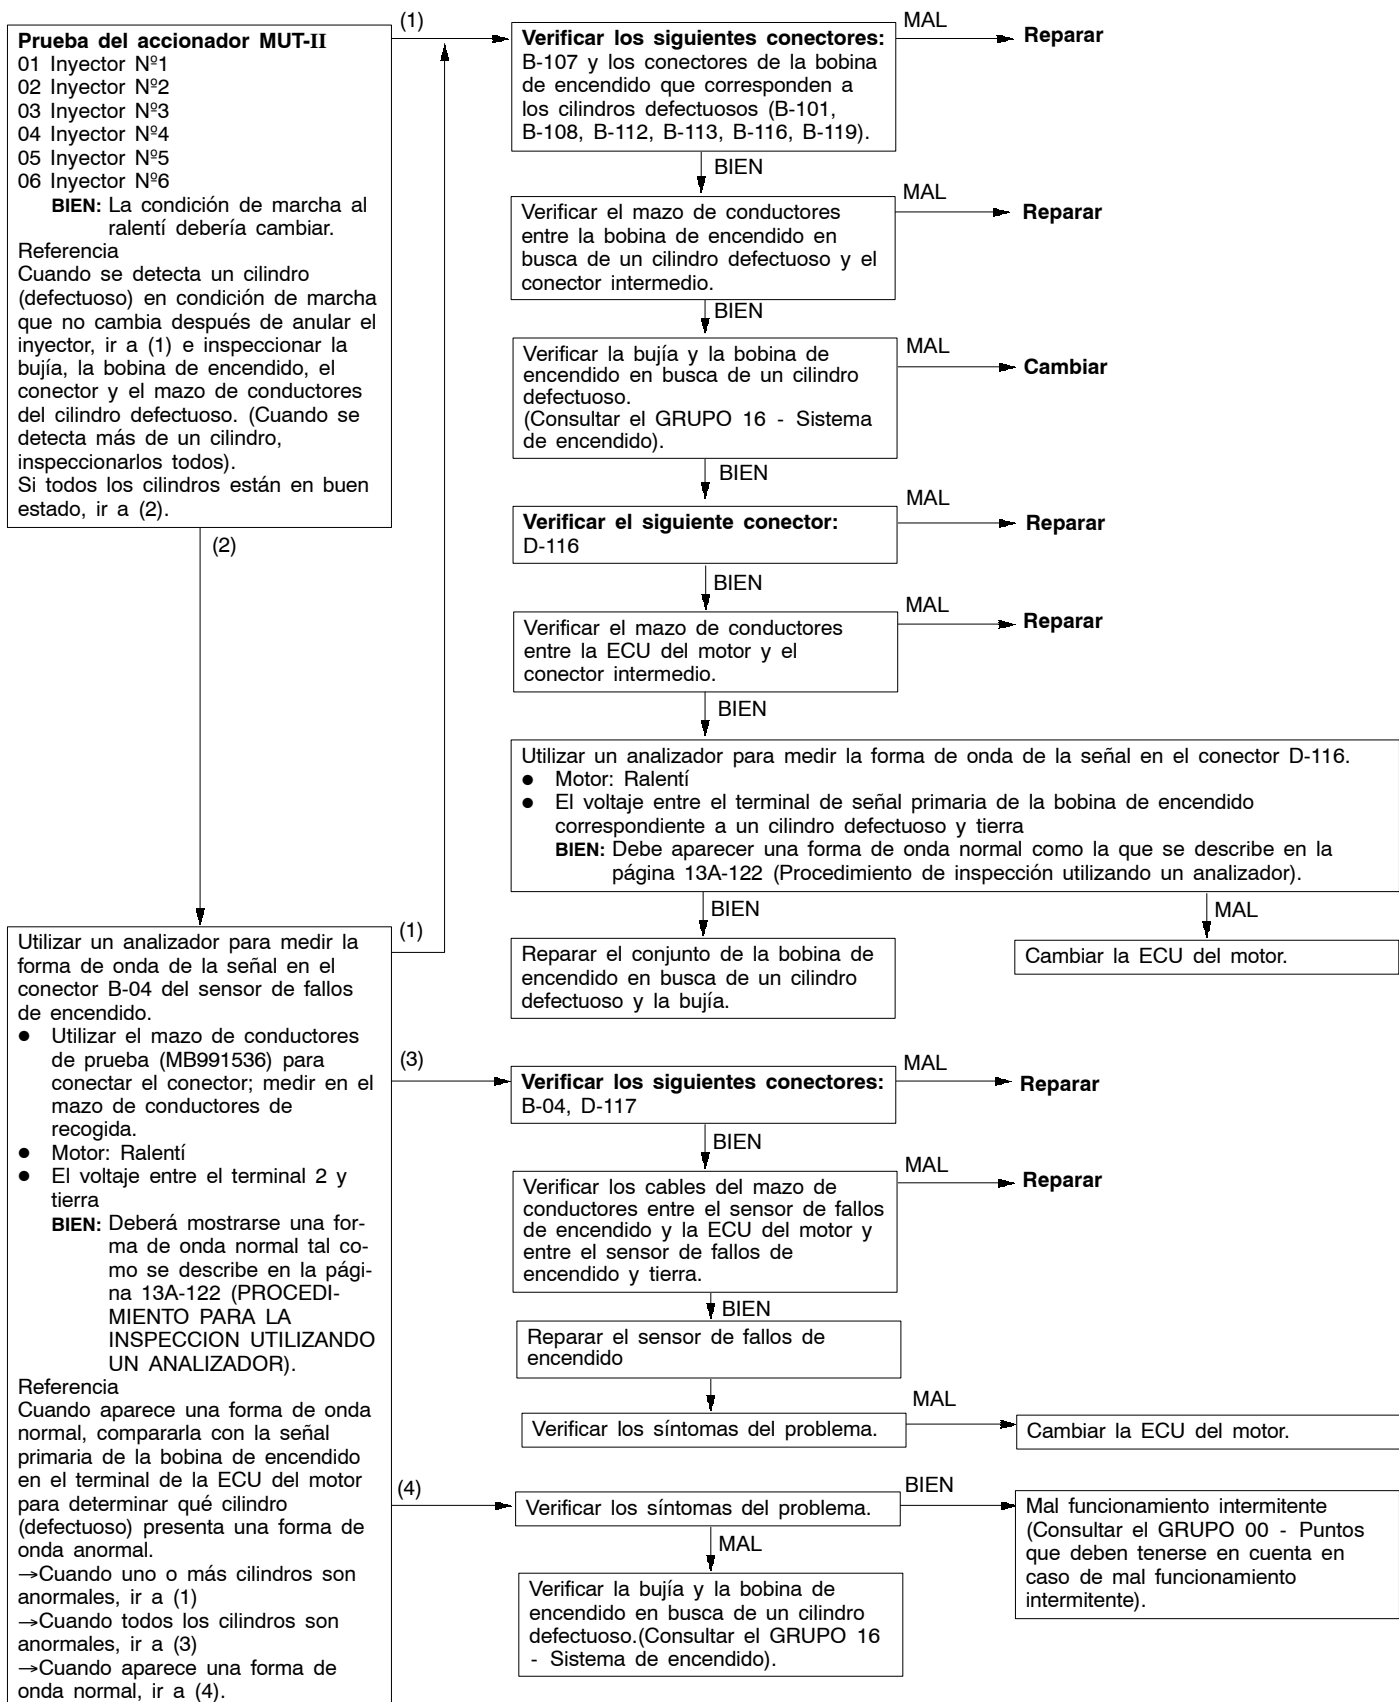 Prueba del accionador MUT-II
01 Inyector Nº1
02 Inyector Nº2
03 Inyector Nº3
04 Inyector Nº4
05 Inyector Nº5
06 Inyector Nº6
BIEN: La condición de marcha al
ralentí debería cambiar.
Referencia
Cuando se detecta un cilindro
(defectuoso) en condición de marcha
que no cambia después de anular el
inyector, ir a (1) e inspeccionar la
bujía, la bobina de encendido, el
conector y el mazo de conductores
del cilindro defectuoso. (Cuando se
detecta más de un cilindro,
inspeccionarlos todos).
Si todos los cilindros están en buen
estado, ir a (2).
(1)
Verificar los siguientes conectores:
B-107 y los conectores de la bobina
de encendido que corresponden a
los cilindros defectuosos (B-101,
B-108, B-112, B-113, B-116, B-119).
MAL
Reparar
BIEN
Verificar el mazo de conductores
entre la bobina de encendido en
busca de un cilindro defectuoso y el
conector intermedio.
MAL
Reparar
BIEN
Verificar la bujía y la bobina de
encendido en busca de un cilindro
defectuoso.
(Consultar el GRUPO 16 - Sistema
de encendido).
MAL
Cambiar
BIEN
Verificar el siguiente conector:
D-116
MAL
Reparar
BIEN
Verificar el mazo de conductores
entre la ECU del motor y el
conector intermedio.
MAL
Reparar
BIEN
Utilizar un analizador para medir la forma de onda de la señal en el conector D-116.
● Motor: Ralentí
● El voltaje entre el terminal de señal primaria de la bobina de encendido
correspondiente a un cilindro defectuoso y tierra
BIEN: Debe aparecer una forma de onda normal como la que se describe en la
página 13A-122 (Procedimiento de inspección utilizando un analizador).
BIEN
MAL
Reparar el conjunto de la bobina de
encendido en busca de un cilindro
defectuoso y la bujía.
Cambiar la ECU del motor.
(2)
Utilizar un analizador para medir la
forma de onda de la señal en el
conector B-04 del sensor de fallos
de encendido.
● Utilizar el mazo de conductores
de prueba (MB991536) para
conectar el conector; medir en el
mazo de conductores de
recogida.
● Motor: Ralentí
● El voltaje entre el terminal 2 y
tierra
BIEN: Deberá mostrarse una for-
ma de onda normal tal co-
mo se describe en la pági-
na 13A-122 (PROCEDI-
MIENTO PARA LA
INSPECCION UTILIZANDO
UN ANALIZADOR).
Referencia
Cuando aparece una forma de onda
normal, compararla con la señal
primaria de la bobina de encendido
en el terminal de la ECU del motor
para determinar qué cilindro
(defectuoso) presenta una forma de
onda anormal.
→Cuando uno o más cilindros son
anormales, ir a (1)
→Cuando todos los cilindros son
anormales, ir a (3)
→Cuando aparece una forma de
onda normal, ir a (4).
(1)
(3)
Verificar los siguientes conectores:
B-04, D-117
MAL
Reparar
BIEN
Verificar los cables del mazo de
conductores entre el sensor de fallos
de encendido y la ECU del motor y
entre el sensor de fallos de
encendido y tierra.
MAL
Reparar
BIEN
Reparar el sensor de fallos de
encendido
Verificar los síntomas del problema.
MAL
Cambiar la ECU del motor.
(4)
Verificar los síntomas del problema.
BIEN
Mal funcionamiento intermitente
(Consultar el GRUPO 00 - Puntos
que deben tenerse en cuenta en
caso de mal funcionamiento
intermitente).
MAL
Verificar la bujía y la bobina de
encendido en busca de un cilindro
defectuoso.(Consultar el GRUPO 16
- Sistema de encendido).